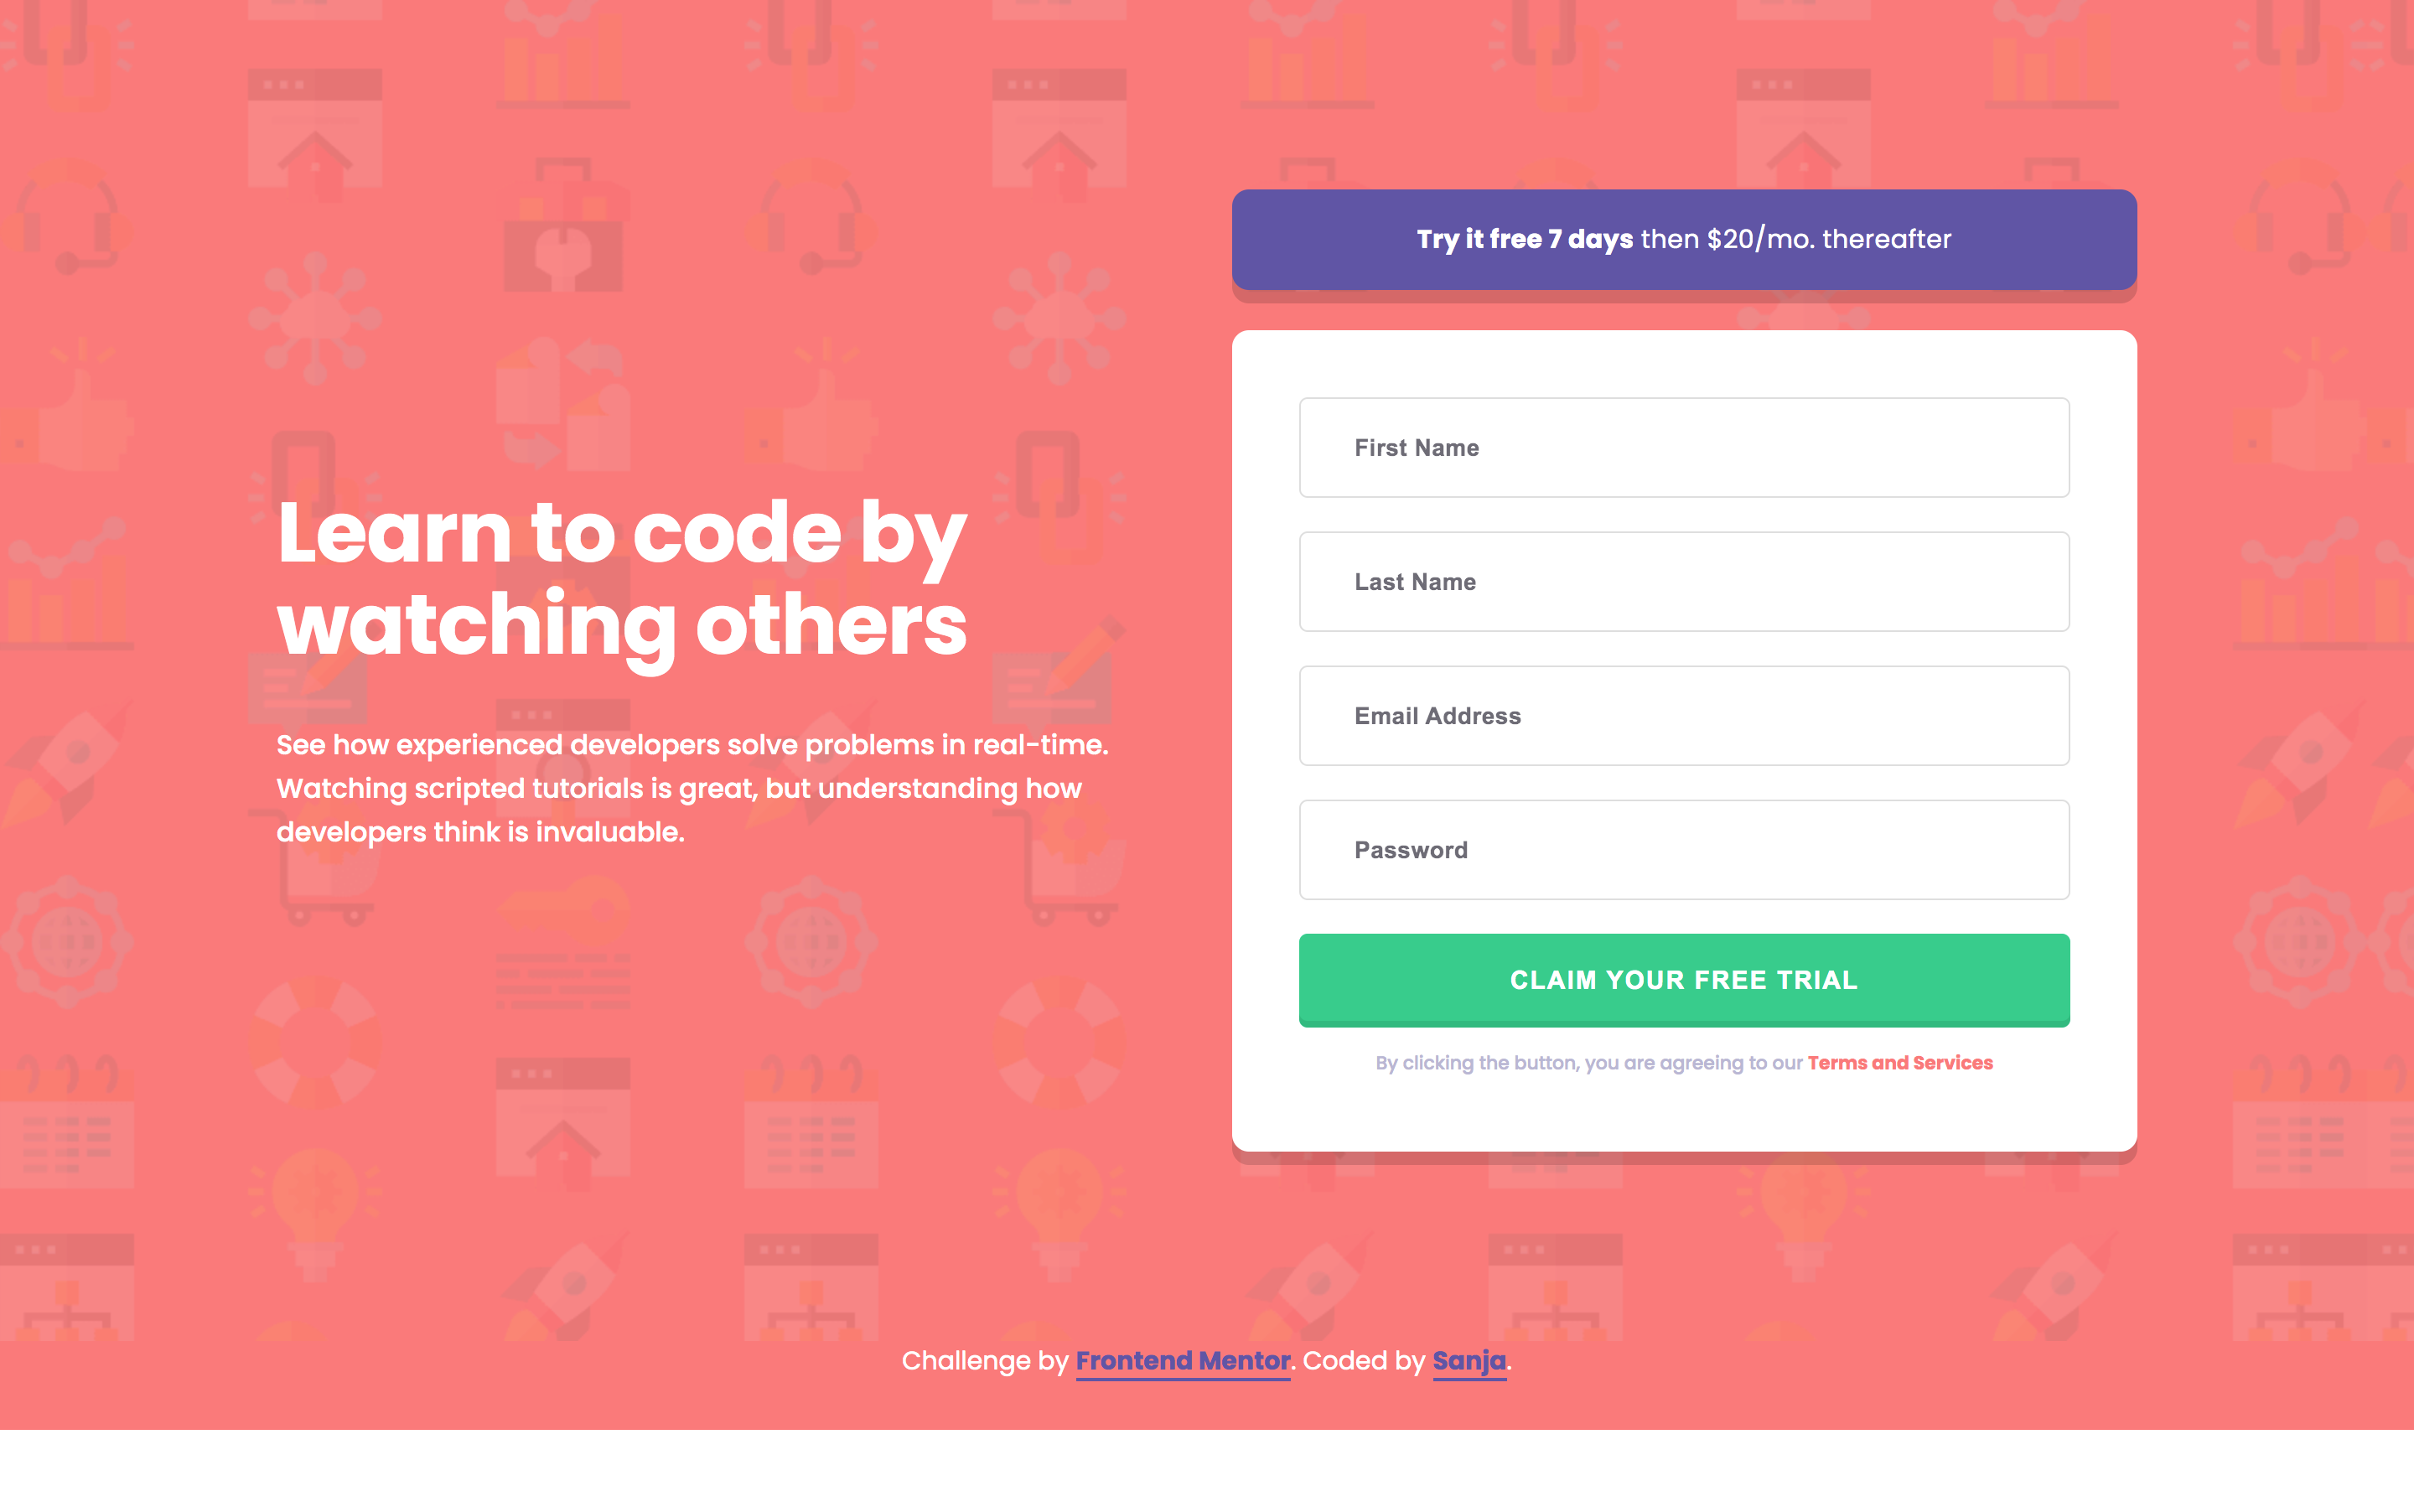 Learn to code by
watching others
See how experienced developers solve problems in real-time.
Watching scripted tutorials is great, but understanding how
developers think is invaluable.
Try it free 7 days then $20/mo. thereafter
First Name
Last Name
Email Address
Password
CLAIM YOUR FREE TRIAL
By clicking the button, you are agreeing to our Terms and Services
Challenge by Frontend Mentor. Coded by Sanja.